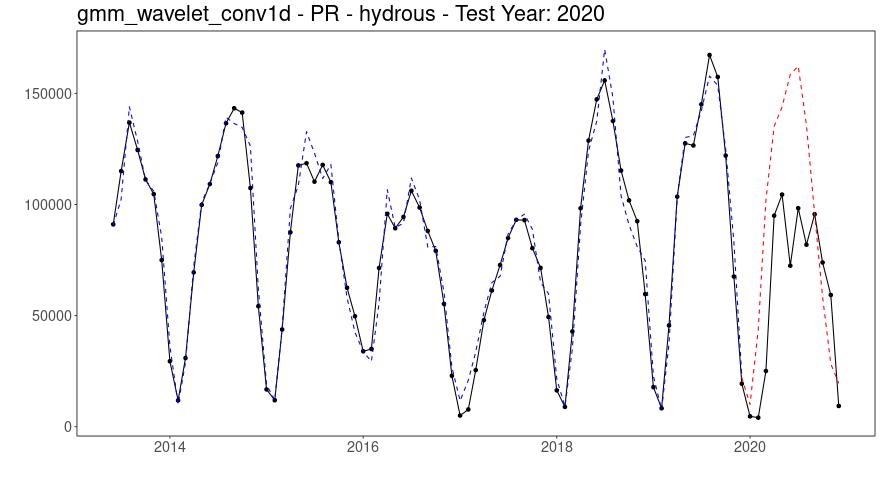 gmm_wavelet_conv1d - PR - hydrous - Test Year: 2020
150000
100000
50000
0
2014 2016 2018 2020